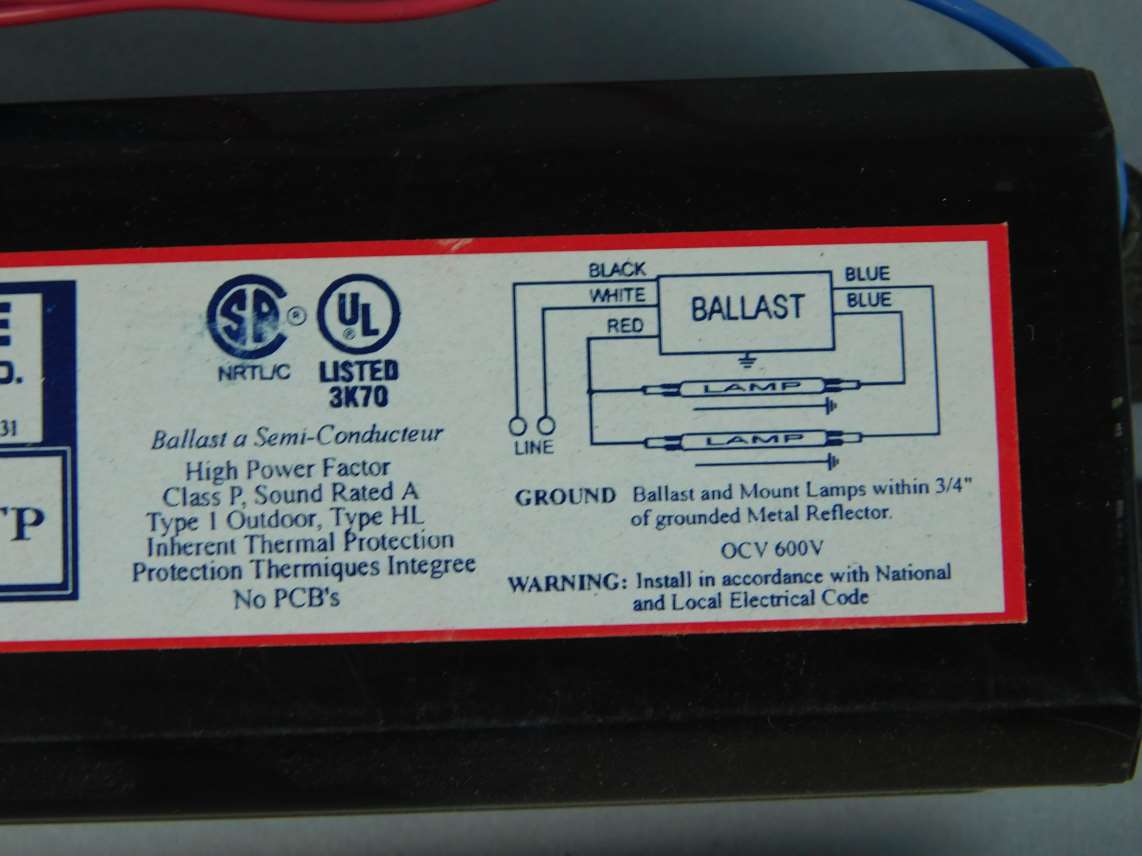 E
O.
31
TP
SA ®
NRTL/C
UL ®
LISTED
3K70
Ballast a Semi-Conducteur
High Power Factor
Class P, Sound Rated A
Type 1 Outdoor, Type HL
Inherent Thermal Protection
Protection Thermiques Integree
No PCB's
BLACK
WHITE
RED
BALLAST
BLUE
BLUE
LAMP
LAMP
LINE
GROUND Ballast and Mount Lamps within 3/4"
of grounded Metal Reflector.
OCV 600V
WARNING: Install in accordance with National
and Local Electrical Code